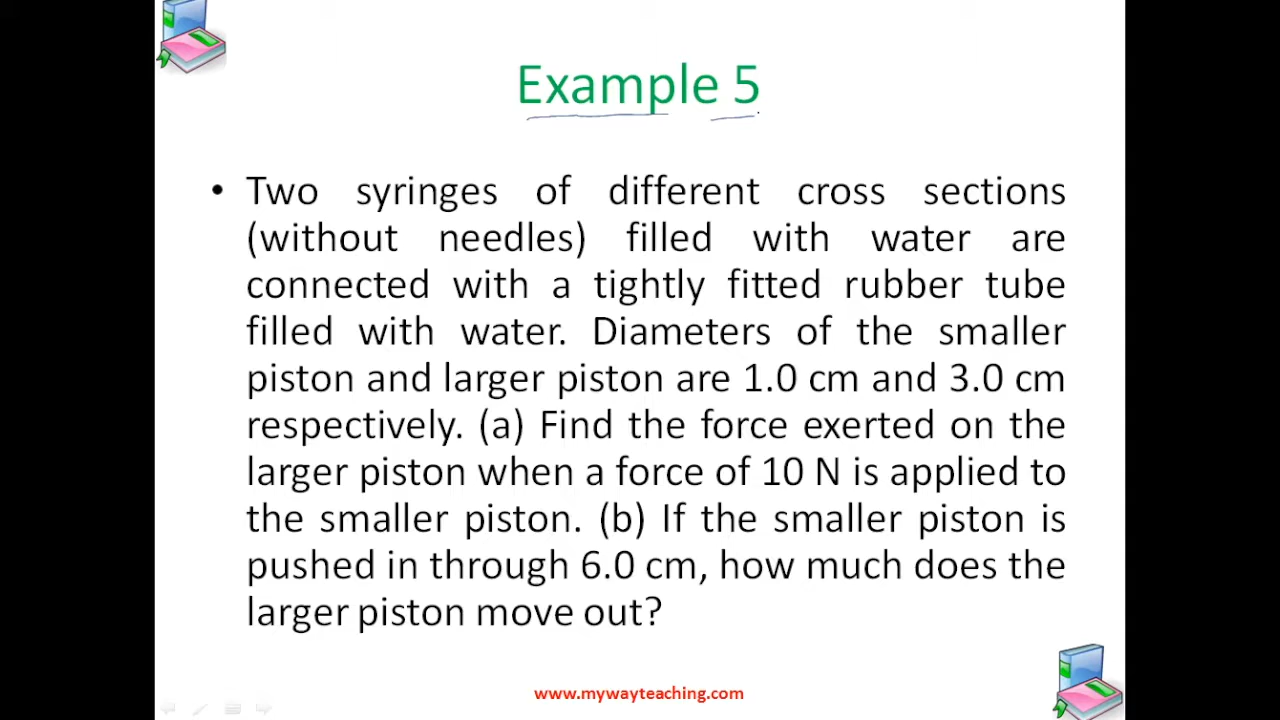 Example 5
• Two syringes of different cross sections
(without needles) filled with water are
connected with a tightly fitted rubber tube
filled with water. Diameters of the smaller
piston and larger piston are 1.0 cm and 3.0 cm
respectively. (a) Find the force exerted on the
larger piston when a force of 10 N is applied to
the smaller piston. (b) If the smaller piston is
pushed in through 6.0 cm, how much does the
larger piston move out?
www.mywayteaching.com